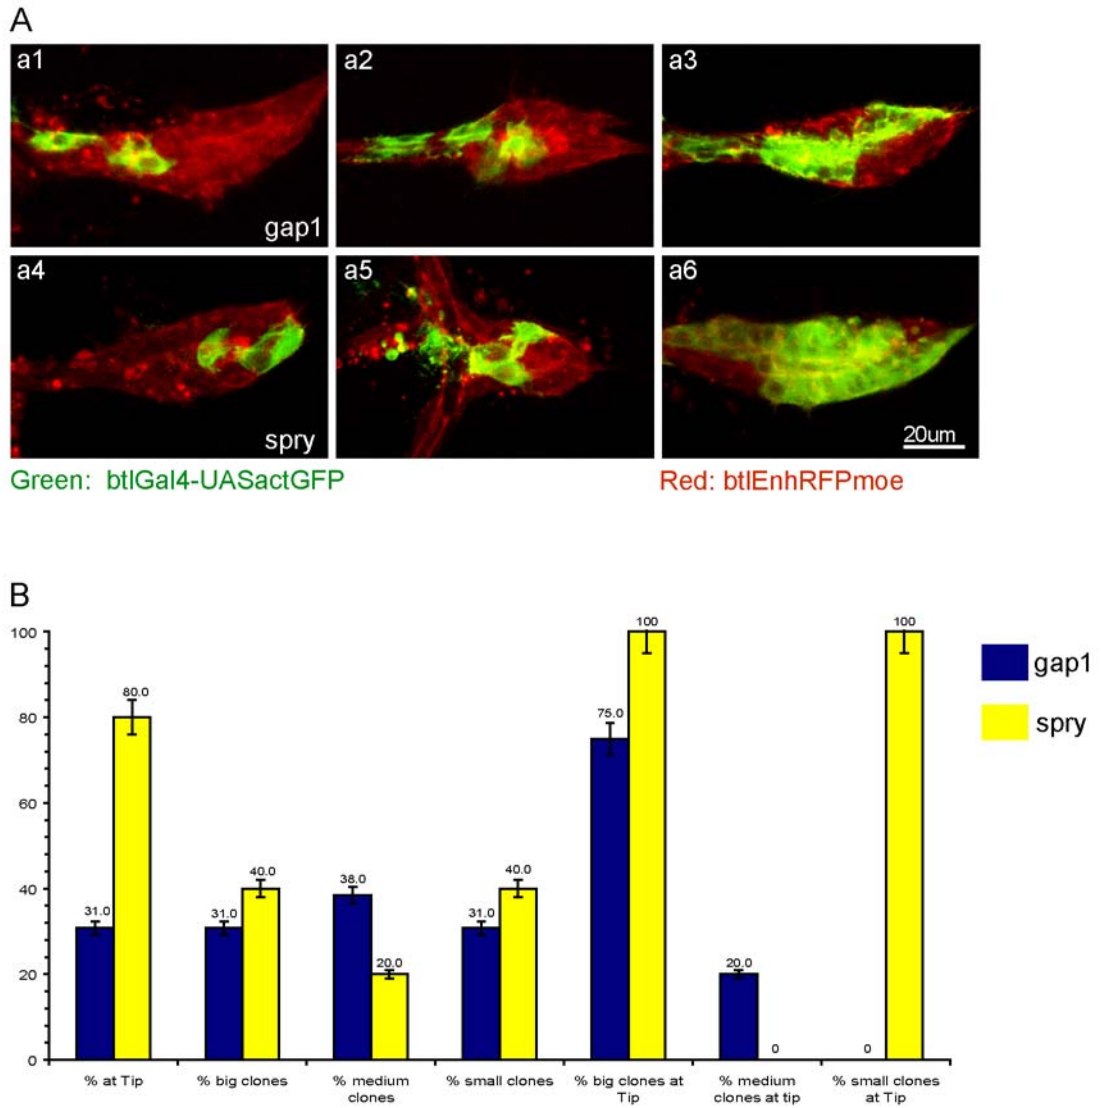 A
a1
a2
a3
gap1
a4
a5
a6
spry
20um
Green: btlGal4-UASactGFP
Red: btlEnhRFPmoe
B
100
80
60
40
20
0
31.0
80.0
31.0
40.0
38.0
20.0
31.0
40.0
75.0
100
20.0
0
0
100
% at Tip
% big clones
% medium
clones
% small clones
% big clones at
Tip
% medium
clones at tip
% small clones
at Tip
gap1
spry